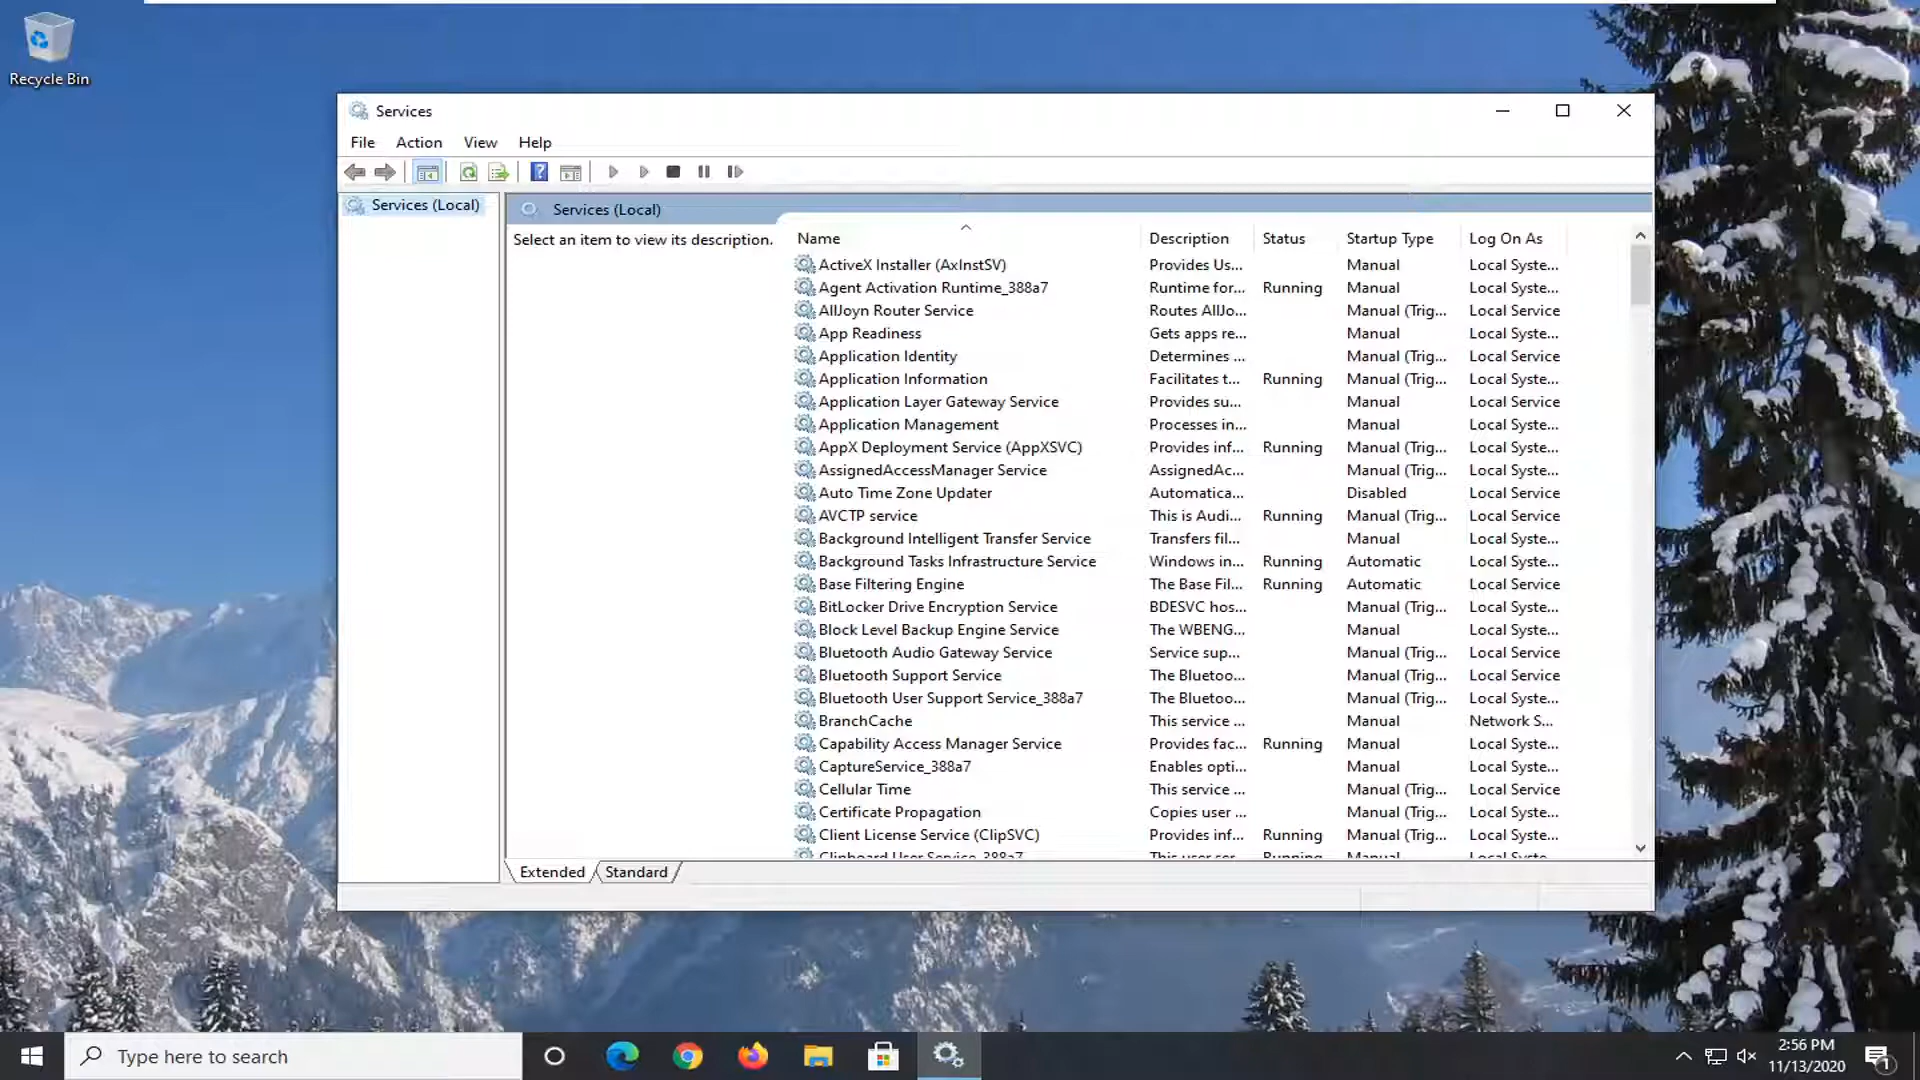 Recycle Bin
Services
File Action View Help
Services (Local)
Services (Local)
Select an item to view its description.
Name Description Status Startup Type Log On As
ActiveX Installer (AxInstSV) Provides Us... Manual Local Syste...
Agent Activation Runtime_388a7 Runtime for... Running Manual Local Syste...
AllJoyn Router Service Routes AllJo... Manual (Trig... Local Service
App Readiness Gets apps re... Manual Local Syste...
Application Identity Determines ... Manual (Trig... Local Service
Application Information Facilitates t... Running Manual (Trig... Local Syste...
Application Layer Gateway Service Provides su... Manual Local Service
Application Management Processes in... Manual Local Syste...
AppX Deployment Service (AppXSVC) Provides inf... Running Manual (Trig... Local Syste...
AssignedAccessManager Service AssignedAc... Manual (Trig... Local Syste...
Auto Time Zone Updater Automatica... Disabled Local Service
AVCTP service This is Audi... Running Manual (Trig... Local Service
Background Intelligent Transfer Service Transfers fil... Manual Local Syste...
Background Tasks Infrastructure Service Windows in... Running Automatic Local Syste...
Base Filtering Engine The Base Fil... Running Automatic Local Service
BitLocker Drive Encryption Service BDESVC hos... Manual (Trig... Local Syste...
Block Level Backup Engine Service The WBENG... Manual Local Syste...
Bluetooth Audio Gateway Service Service sup... Manual (Trig... Local Service
Bluetooth Support Service The Bluetoo... Manual (Trig... Local Service
Bluetooth User Support Service_388a7 The Bluetoo... Manual (Trig... Local Syste...
BranchCache This service ... Manual Network S...
Capability Access Manager Service Provides fac... Running Manual Local Syste...
CaptureService_388a7 Enables opti... Manual Local Syste...
Cellular Time This service ... Manual (Trig... Local Service
Certificate Propagation Copies user ... Manual (Trig... Local Syste...
Client License Service (ClipSVC) Provides inf... Running Manual (Trig... Local Syste...
Clipboard User Service_388a7 This user ser... Running Manual Local Syste...
Extended Standard
Type here to search
2:56 PM
11/13/2020
1